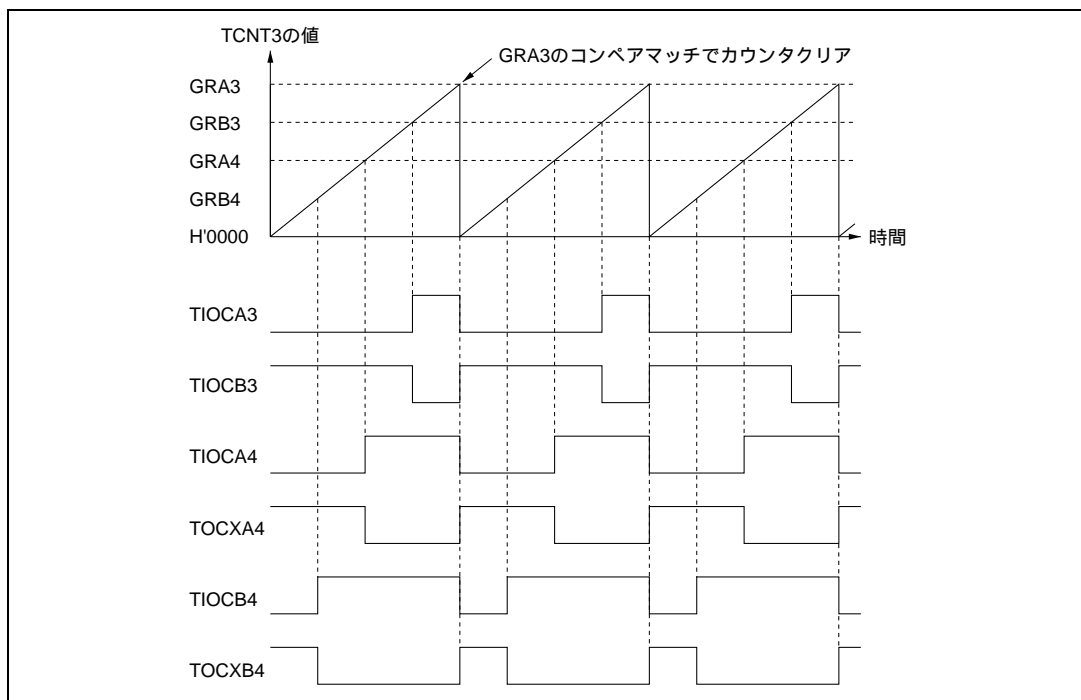 TCNT3の値
GRA3のコンペアマッチでカウンタクリア
GRA3
GRB3
GRA4
GRB4
H'0000
時間
TIOCA3
TIOCB3
TIOCA4
TOCXA4
TIOCB4
TOCXB4